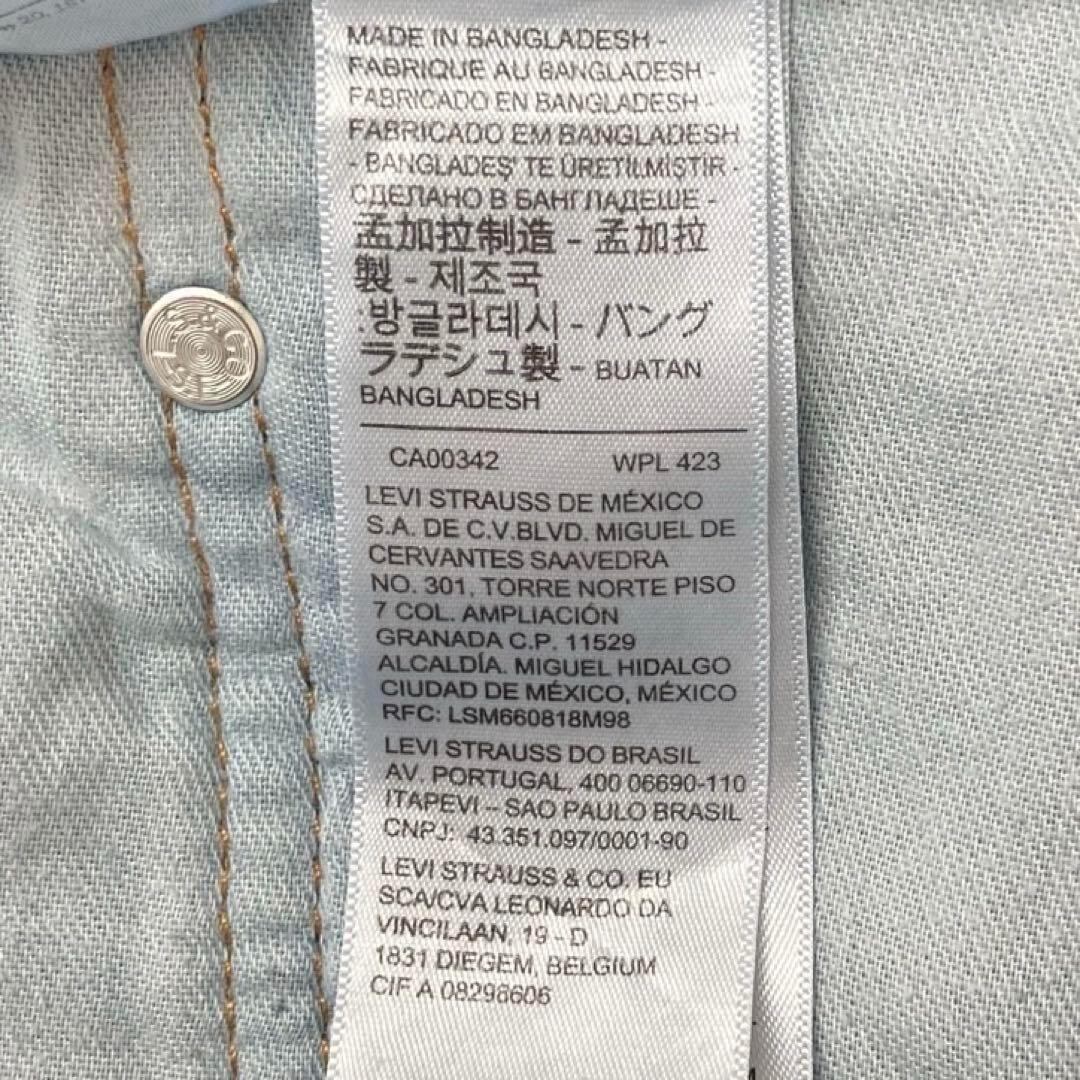 MADE IN BANGLADESH -
FABRIQUE AU BANGLADESH -
FABRICADO EN BANGLADESH -
FABRICADO EM BANGLADESH
- BANGLADEŞ' TE ÜRETİLMİŞTİR -
СДЕЛАНО В БАНГЛАДЕШЕ -
孟加拉制造 - 孟加拉
製 - 제조국
:방글라데시 - バング
ラデシュ製 - BUATAN
BANGLADESH
CA00342 WPL 423
LEVI STRAUSS DE MÉXICO
S.A. DE C.V.BLVD. MIGUEL DE
CERVANTES SAAVEDRA
NO. 301, TORRE NORTE PISO
7 COL. AMPLIACIÓN
GRANADA C.P. 11529
ALCALDÍA. MIGUEL HIDALGO
CIUDAD DE MÉXICO, MÉXICO
RFC: LSM660818M98
LEVI STRAUSS DO BRASIL
AV. PORTUGAL, 400 06690-110
ITAPEVI – SAO PAULO BRASIL
CNPJ: 43.351.097/0001-90
LEVI STRAUSS & CO. EU
SCA/CVA LEONARDO DA
VINCILAAN, 19 - D
1831 DIEGEM, BELGIUM
CIF A 08298606